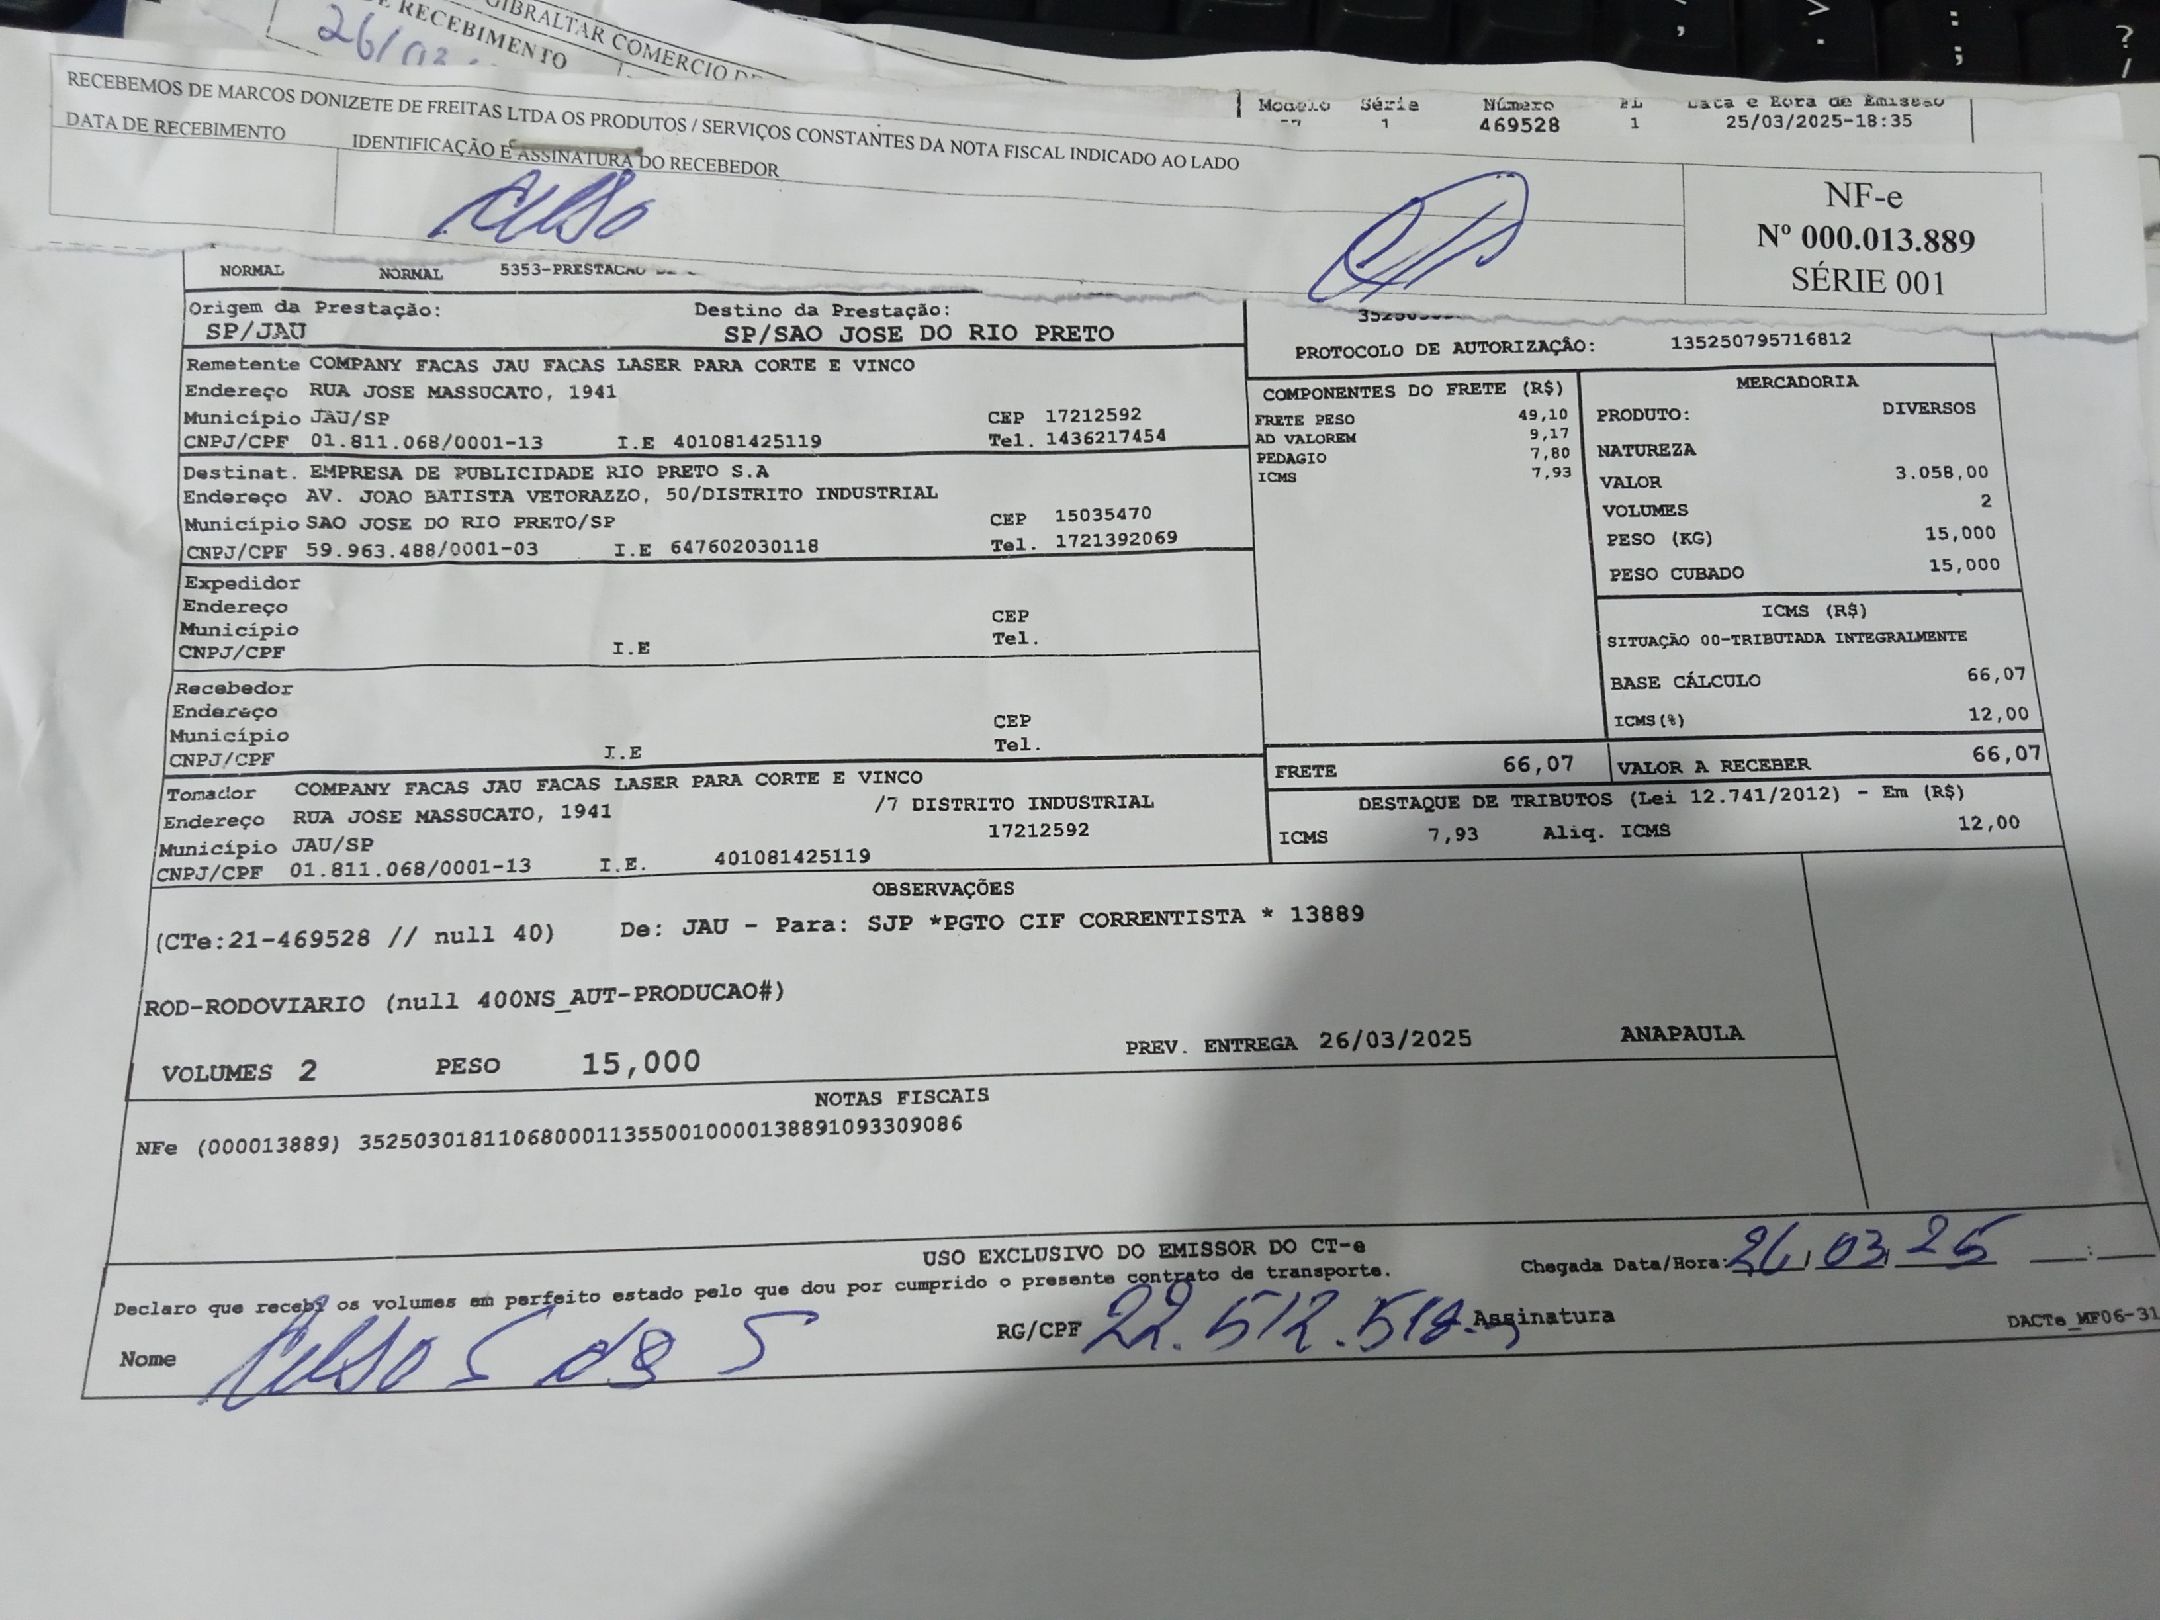 GIBRALTAR COMERCIO
RECEBIMENTO
26/03
RECEBEMOS DE MARCOS DONIZETE DE FREITAS LTDA OS PRODUTOS / SERVIÇOS CONSTANTES DA NOTA FISCAL INDICADO AO LADO
DATA DE RECEBIMENTO IDENTIFICAÇÃO E ASSINATURA DO RECEBEDOR
Celso
NF-e
Nº 000.013.889
SÉRIE 001
Modelo Série Número FL Data e Hora de Emissão
1 469528 1 25/03/2025-18:35
NORMAL NORMAL 5353-PRESTACAO
Origem da Prestação: Destino da Prestação:
SP/JAU SP/SAO JOSE DO RIO PRETO
Remetente COMPANY FACAS JAU FACAS LASER PARA CORTE E VINCO
Endereço RUA JOSE MASSUCATO, 1941
Município JAU/SP CEP 17212592
CNPJ/CPF 01.811.068/0001-13 I.E 401081425119 Tel. 1436217454
Destinat. EMPRESA DE PUBLICIDADE RIO PRETO S.A
Endereço AV. JOAO BATISTA VETORAZZO, 50/DISTRITO INDUSTRIAL
Município SAO JOSE DO RIO PRETO/SP CEP 15035470
CNPJ/CPF 59.963.488/0001-03 I.E 647602030118 Tel. 1721392069
Expedidor
Endereço
Município CEP
CNPJ/CPF I.E Tel.
Recebedor
Endereço
Município CEP
CNPJ/CPF I.E Tel.
Tomador COMPANY FACAS JAU FACAS LASER PARA CORTE E VINCO
Endereço RUA JOSE MASSUCATO, 1941 /7 DISTRITO INDUSTRIAL
Município JAU/SP 17212592
CNPJ/CPF 01.811.068/0001-13 I.E. 401081425119
PROTOCOLO DE AUTORIZAÇÃO: 135250795716812
COMPONENTES DO FRETE (R$)
FRETE PESO 49,10
AD VALOREM 9,17
PEDAGIO 7,80
ICMS 7,93
MERCADORIA
PRODUTO: DIVERSOS
NATUREZA
VALOR 3.058,00
VOLUMES 2
PESO (KG) 15,000
PESO CUBADO 15,000
ICMS (R$)
SITUAÇÃO 00-TRIBUTADA INTEGRALMENTE
BASE CÁLCULO 66,07
ICMS(%) 12,00
FRETE 66,07 VALOR A RECEBER 66,07
DESTAQUE DE TRIBUTOS (Lei 12.741/2012) - Em (R$)
ICMS 7,93 Aliq. ICMS 12,00
OBSERVAÇÕES
(CTe:21-469528 // null 40) De: JAU - Para: SJP *PGTO CIF CORRENTISTA * 13889
ROD-RODOVIARIO (null 400NS_AUT-PRODUCAO#)
VOLUMES 2 PESO 15,000 PREV. ENTREGA 26/03/2025 ANAPAULA
NOTAS FISCAIS
NFe (000013889) 35250301811068000113550010000138891093309086
USO EXCLUSIVO DO EMISSOR DO CT-e
Declaro que recebi os volumes em perfeito estado pelo que dou por cumprido o presente contrato de transporte. Chegada Data/Hora: 26/03/25 __:__
Nome Celso S de S RG/CPF 22.512.518- Assinatura DACTe_MF06-31